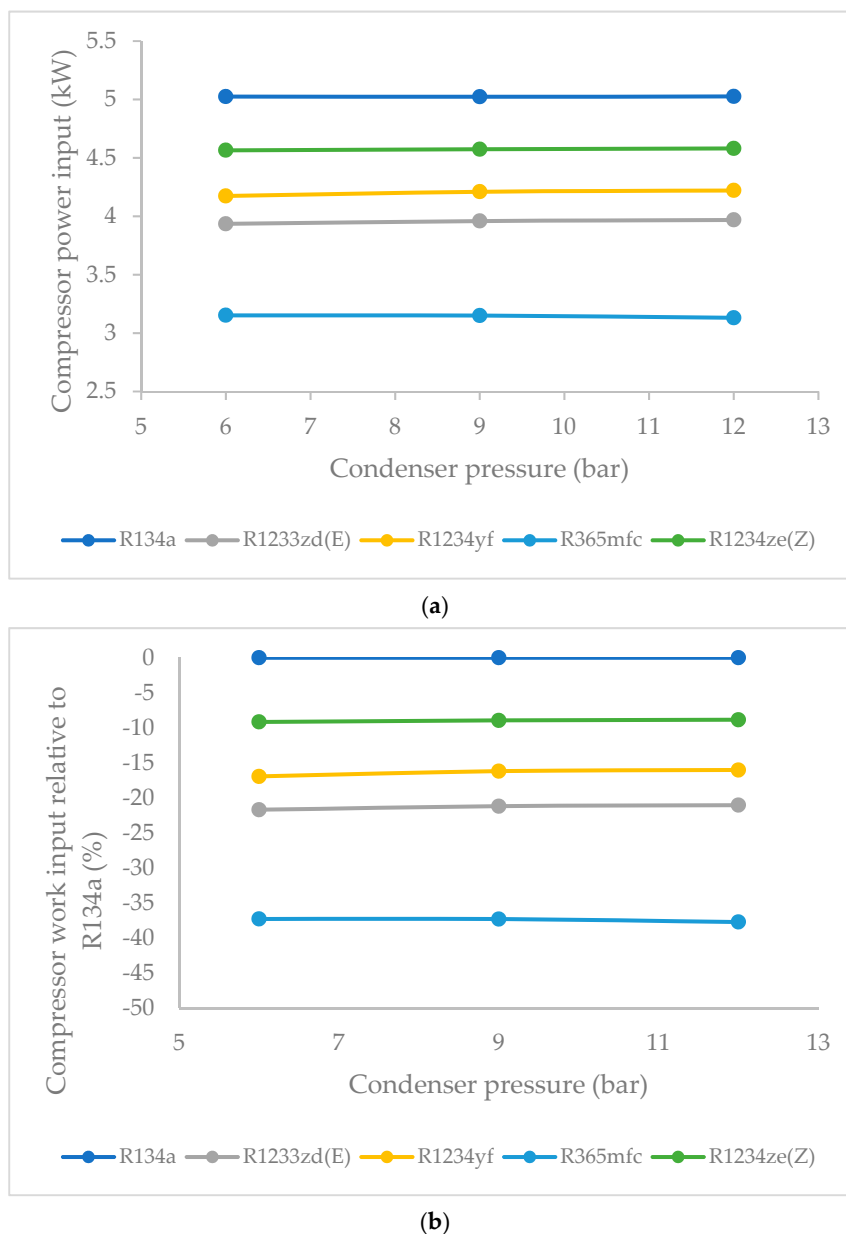 Compressor power input (kW)
5.5
5
4.5
4
3.5
3
2.5
5 6 7 8 9 10 11 12 13
Condenser pressure (bar)
R134a R1233zd(E) R1234yf R365mfc R1234ze(Z)
(a)
Compressor work input relative to
R134a (%)
0
-5
-10
-15
-20
-25
-30
-35
-40
-45
-50
5 7 9 11 13
Condenser pressure (bar)
R134a R1233zd(E) R1234yf R365mfc R1234ze(Z)
(b)